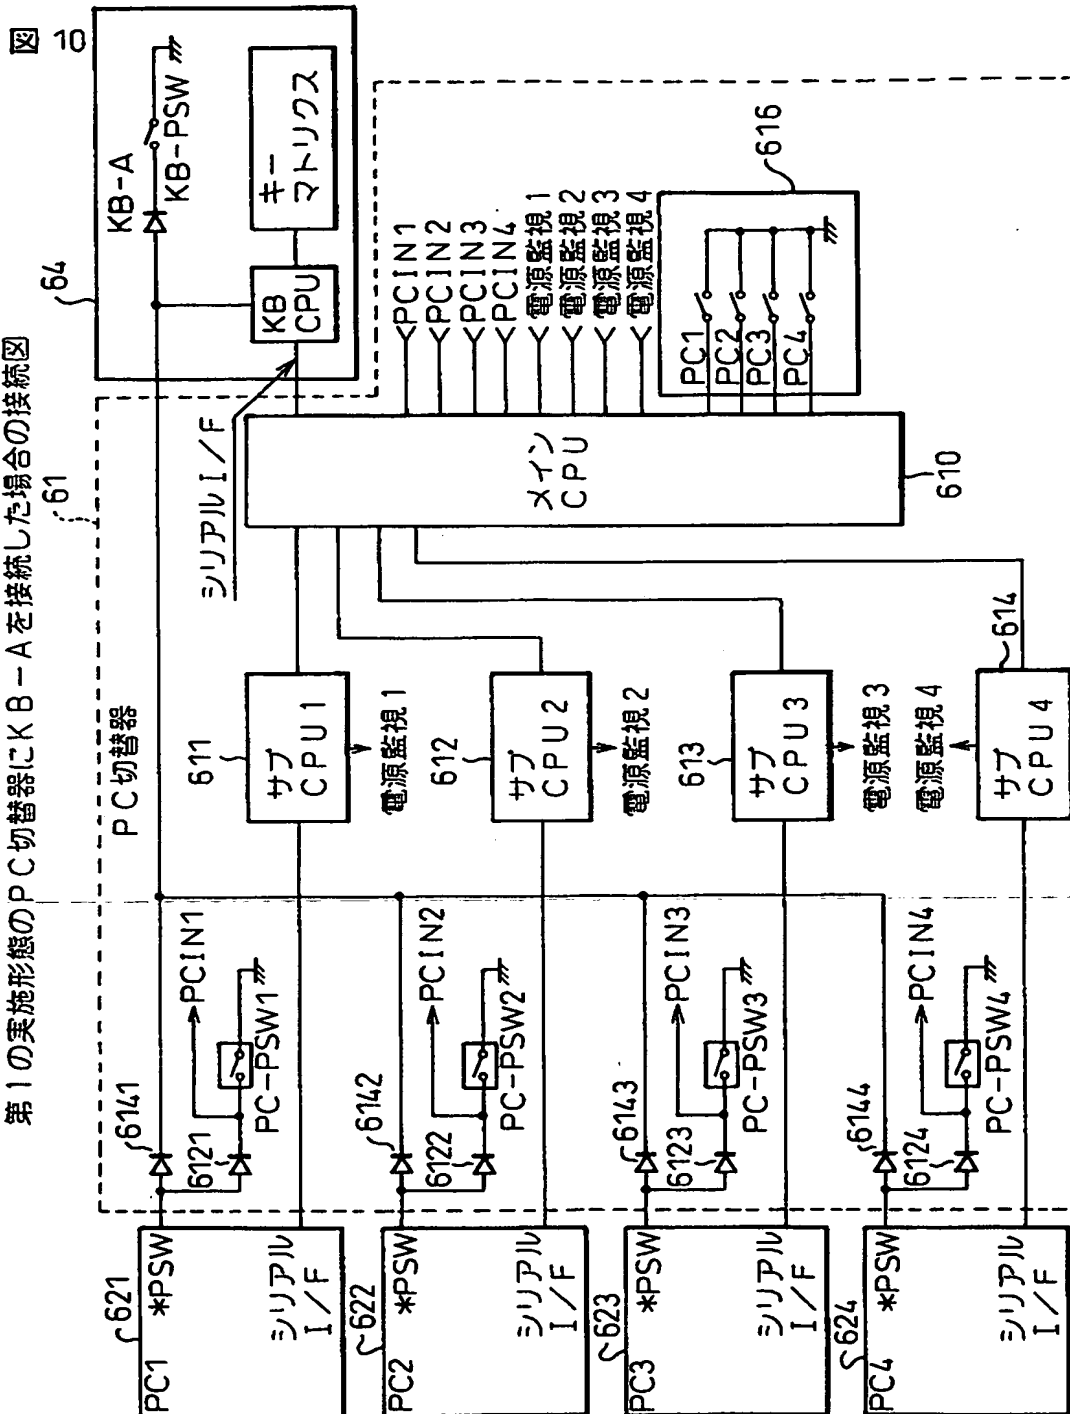 図 10
第1の実施形態のPC切替器にKB-Aを接続した場合の接続図
61
PC切替器
64
KB-A
KB-PSW
キー
マトリクス
KB
CPU
シリアルI/F
メイン
CPU
610
<PCIN1
<PCIN2
<PCIN3
<PCIN4
<電源監視1
<電源監視2
<電源監視3
<電源監視4
616
PC1
PC2
PC3
PC4
611
サブ
CPU1
電源監視1
612
サブ
CPU2
電源監視2
613
サブ
CPU3
電源監視3
614
サブ
CPU4
電源監視4
6141
6121
PCIN1
PC-PSW1
6142
6122
PCIN2
PC-PSW2
6143
6123
PCIN3
PC-PSW3
6144
6124
PCIN4
PC-PSW4
621
PC1
*PSW
シリアル
I/F
622
PC2
*PSW
シリアル
I/F
623
PC3
*PSW
シリアル
I/F
624
PC4
*PSW
シリアル
I/F